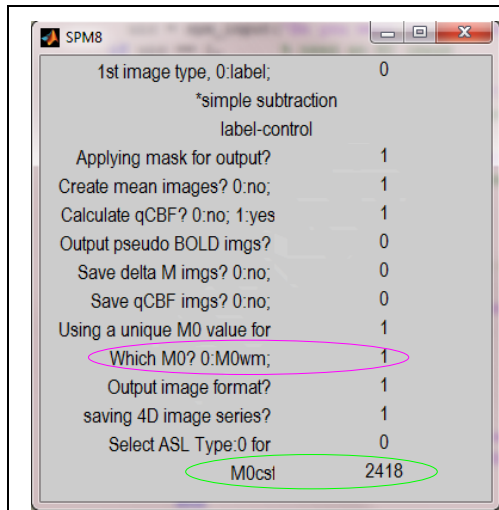 SPM8
1st image type, 0:label; 0
*simple subtraction
label-control
Applying mask for output? 1
Create mean images? 0:no; 1
Calculate qCBF? 0:no; 1:yes 1
Output pseudo BOLD imgs? 0
Save delta M imgs? 0:no; 0
Save qCBF imgs? 0:no; 0
Using a unique M0 value for 1
Which M0? 0:M0wm; 1
Output image format? 1
saving 4D image series? 1
Select ASL Type:0 for 0
M0csf 2418